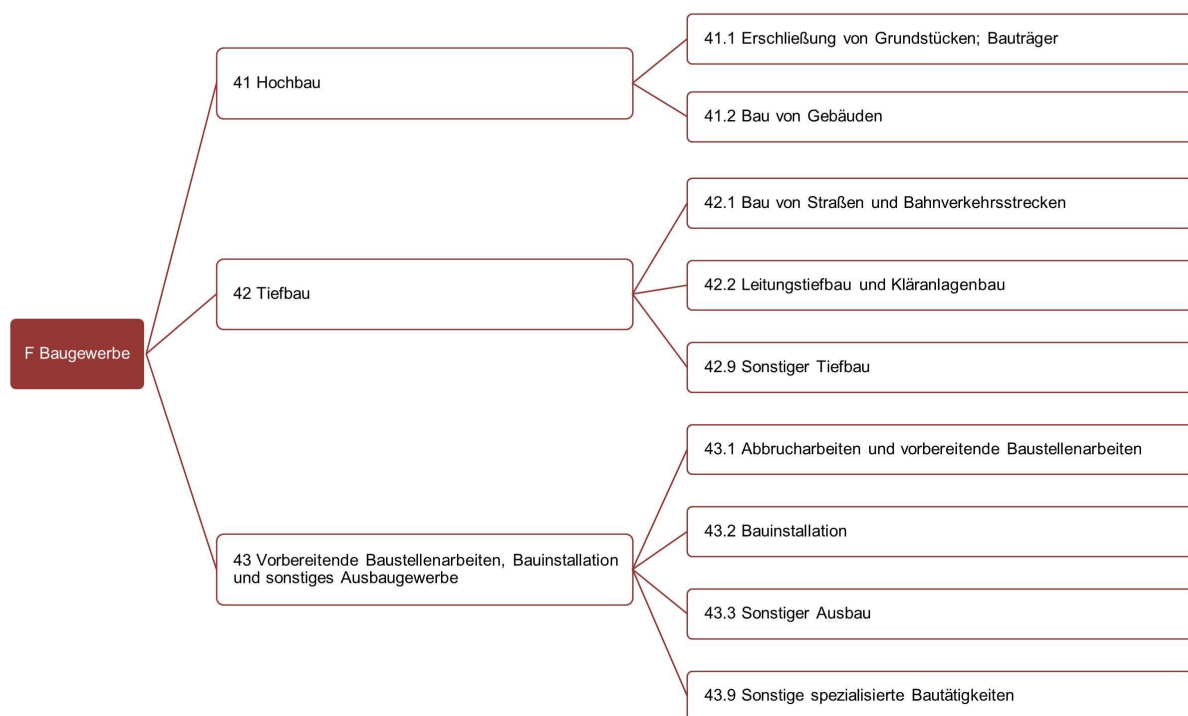 F Baugewerbe
41 Hochbau
41.1 Erschließung von Grundstücken; Bauträger
41.2 Bau von Gebäuden
42 Tiefbau
42.1 Bau von Straßen und Bahnverkehrsstrecken
42.2 Leitungstiefbau und Kläranlagenbau
42.9 Sonstiger Tiefbau
43 Vorbereitende Baustellenarbeiten, Bauinstallation
und sonstiges Ausbaugewerbe
43.1 Abbrucharbeiten und vorbereitende Baustellenarbeiten
43.2 Bauinstallation
43.3 Sonstiger Ausbau
43.9 Sonstige spezialisierte Bautätigkeiten